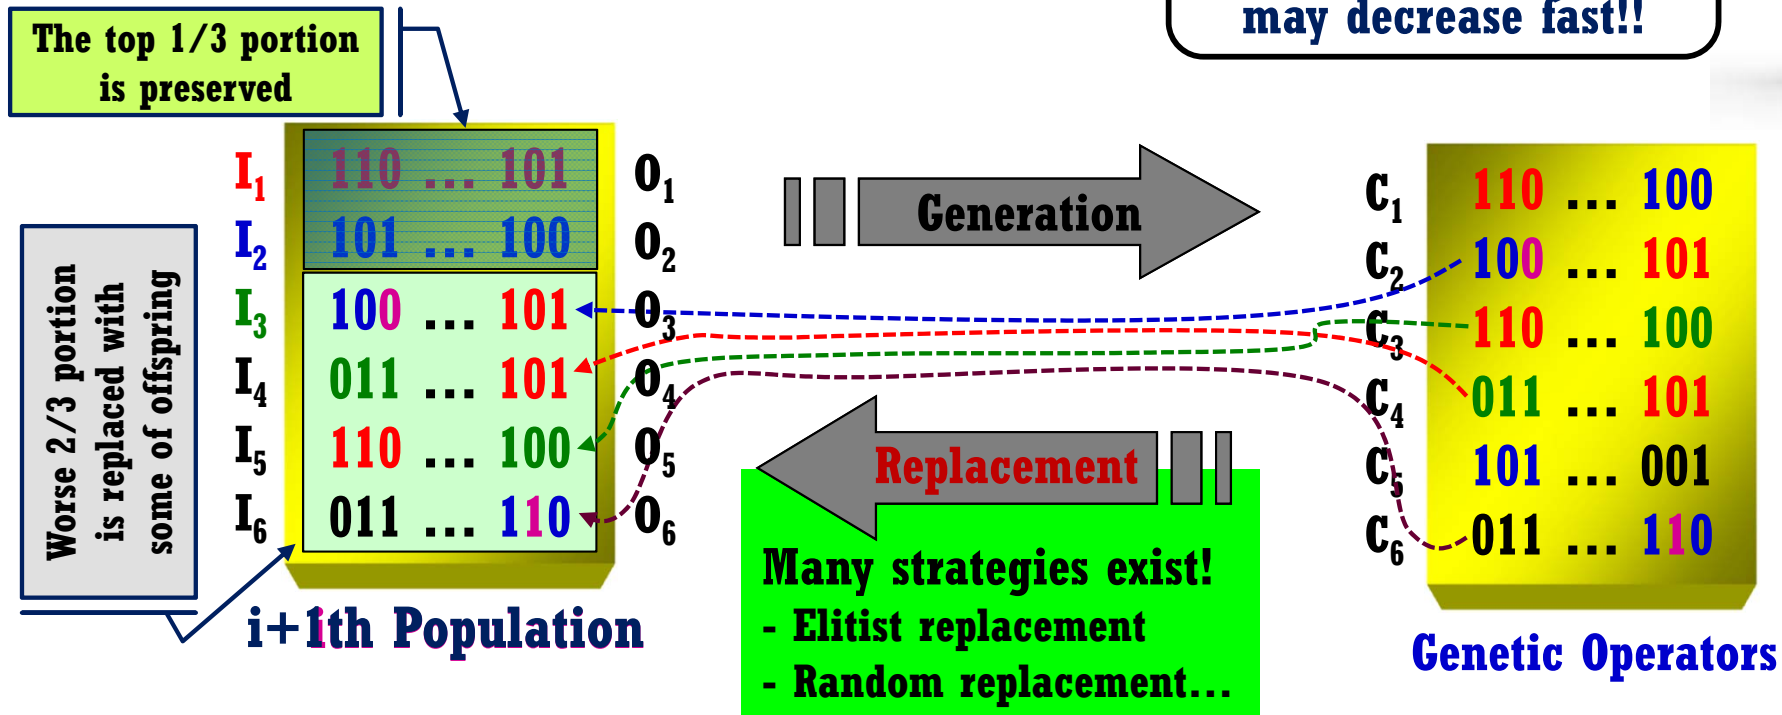 may decrease fast!!
The top 1/3 portion
is preserved
I1 110 ... 101 O1
I2 101 ... 100 O2
I3 100 ... 101 O3
I4 011 ... 101 O4
I5 110 ... 100 O5
I6 011 ... 110 O6
Worse 2/3 portion
is replaced with
some of offspring
Generation
C1 110 ... 100
C2 100 ... 101
C3 110 ... 100
C4 011 ... 101
C5 101 ... 001
C6 011 ... 110
Replacement
Many strategies exist!
- Elitist replacement
- Random replacement...
i+1th Population
Genetic Operators